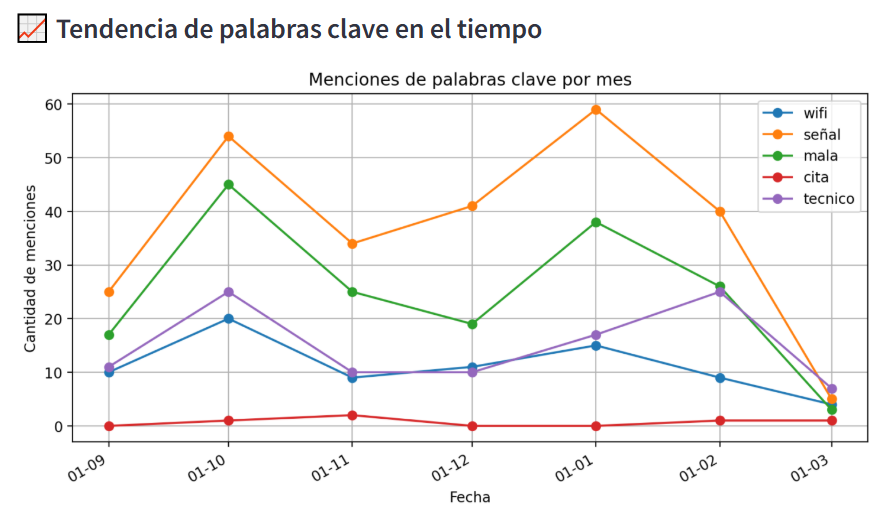 Tendencia de palabras clave en el tiempo
Menciones de palabras clave por mes
60
50
40
30
20
10
0
Cantidad de menciones
wifi
señal
mala
cita
tecnico
01-09
01-10
01-11
01-12
01-01
01-02
01-03
Fecha